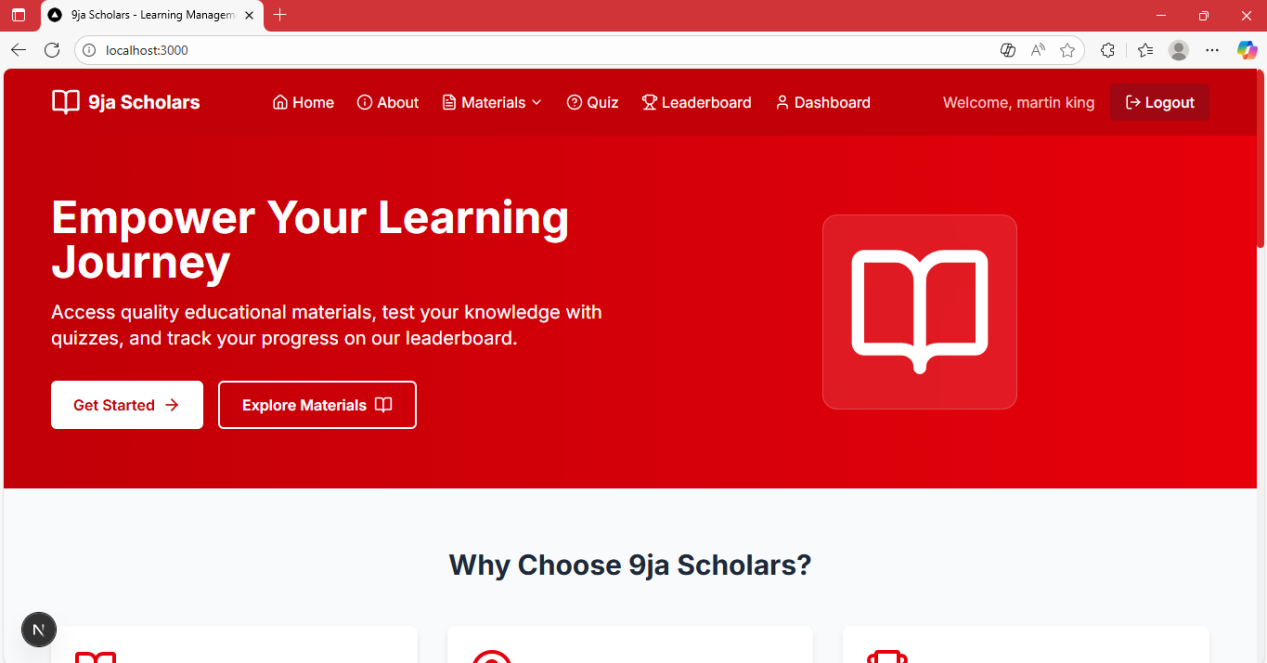 9ja Scholars - Learning Managem
localhost:3000
9ja Scholars
Home
About
Materials
Quiz
Leaderboard
Dashboard
Welcome, martin king
Logout
Empower Your Learning
Journey
Access quality educational materials, test your knowledge with
quizzes, and track your progress on our leaderboard.
Get Started
Explore Materials
Why Choose 9ja Scholars?
N